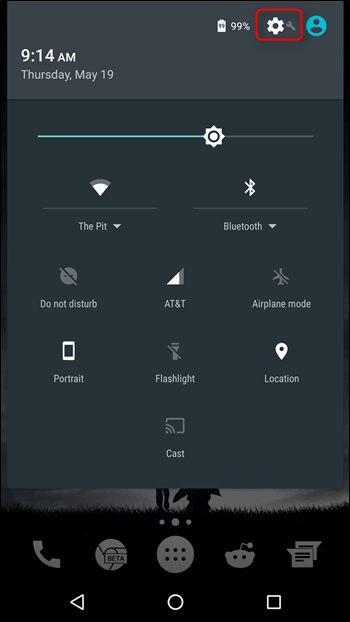 99 99%
9:14 AM
Thursday, May 19
The Pit Bluetooth
Do not disturb AT&T Airplane mode
Portrait Flashlight Location
Cast
BETA